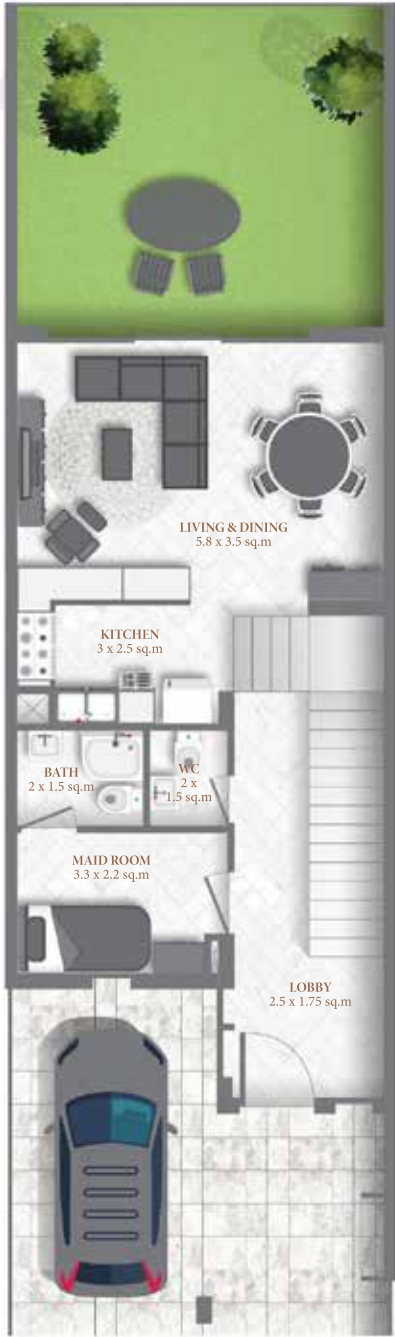 LIVING & DINING
5.8 x 3.5 sq.m
KITCHEN
3 x 2.5 sq.m
BATH
2 x 1.5 sq.m
WC
2 x
1.5 sq.m
MAID ROOM
3.3 x 2.2 sq.m
LOBBY
2.5 x 1.75 sq.m